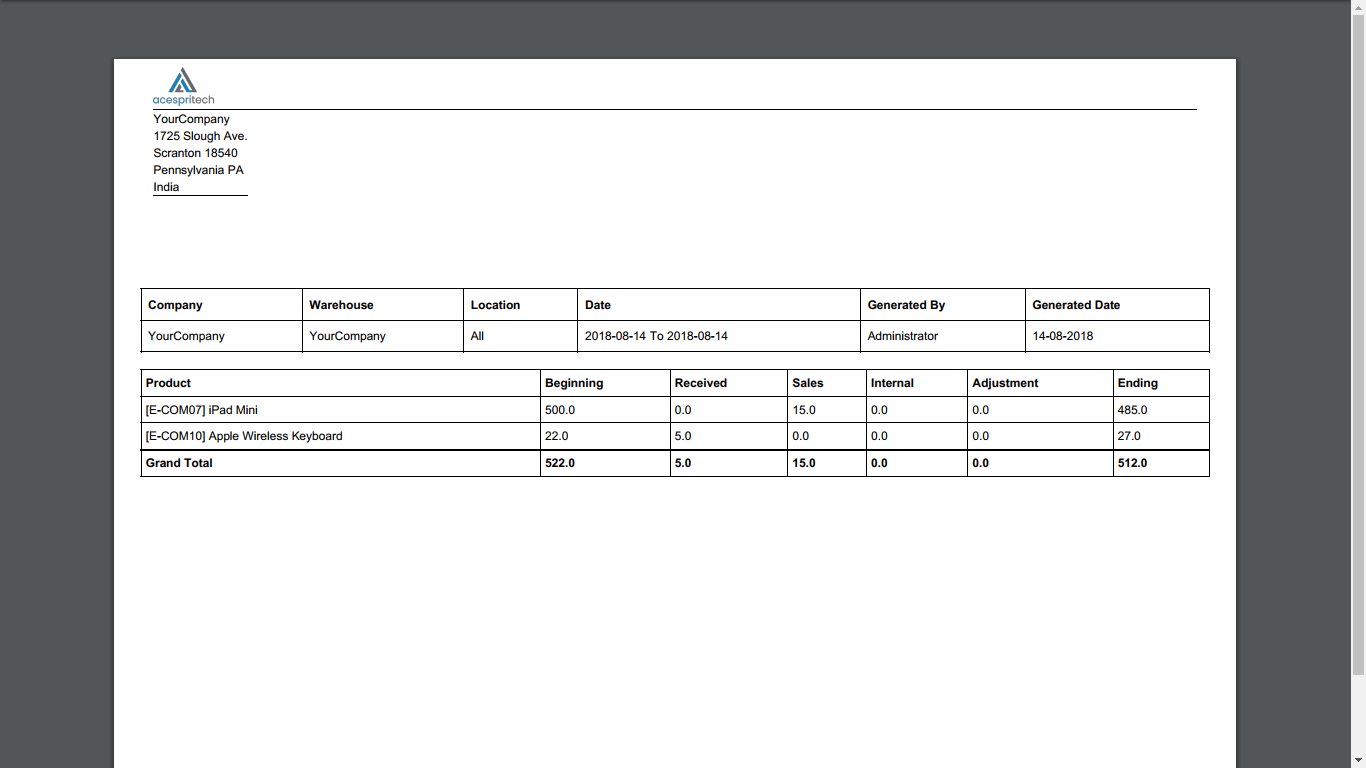 acespritech
YourCompany
1725 Slough Ave.
Scranton 18540
Pennsylvania PA
India
Company Warehouse Location Date Generated By Generated Date
YourCompany YourCompany All 2018-08-14 To 2018-08-14 Administrator 14-08-2018
Product Beginning Received Sales Internal Adjustment Ending
[E-COM07] iPad Mini 500.0 0.0 15.0 0.0 0.0 485.0
[E-COM10] Apple Wireless Keyboard 22.0 5.0 0.0 0.0 0.0 27.0
Grand Total 522.0 5.0 15.0 0.0 0.0 512.0